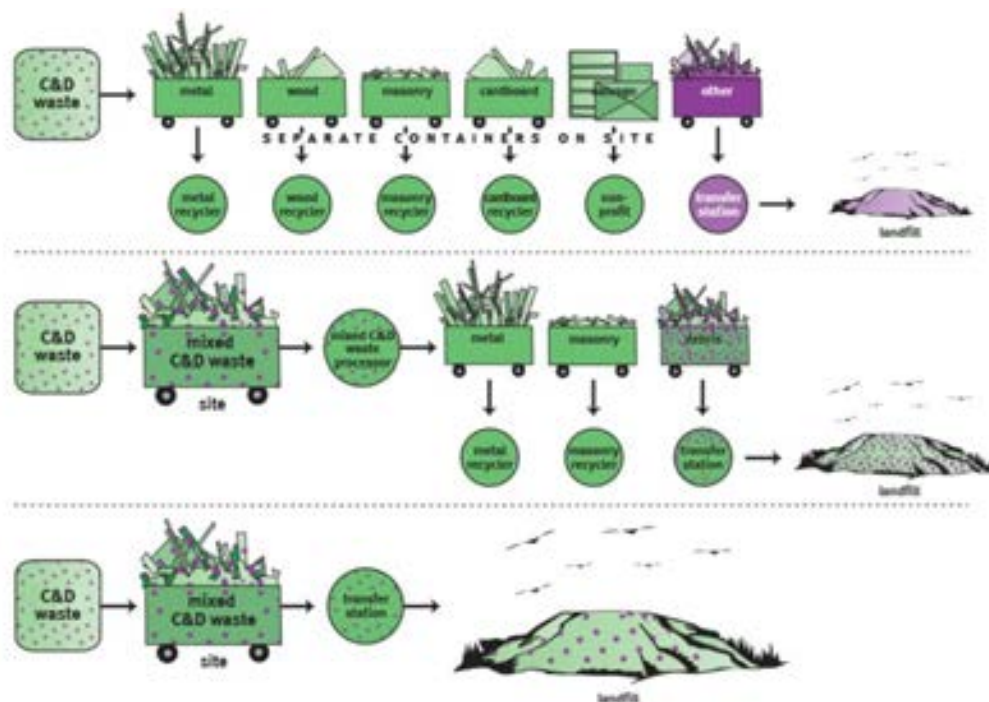 C&D
waste
metal
wood
masonry
cardboard
other
SEPARATE CONTAINERS ON SITE
metal
recycler
wood
recycler
masonry
recycler
cardboard
recycler
non-
profit
transfer
station
landfill
C&D
waste
mixed
C&D waste
site
mixed C&D
waste
processor
metal
masonry
debris
metal
recycler
masonry
recycler
transfer
station
landfill
C&D
waste
mixed
C&D waste
site
transfer
station
landfill